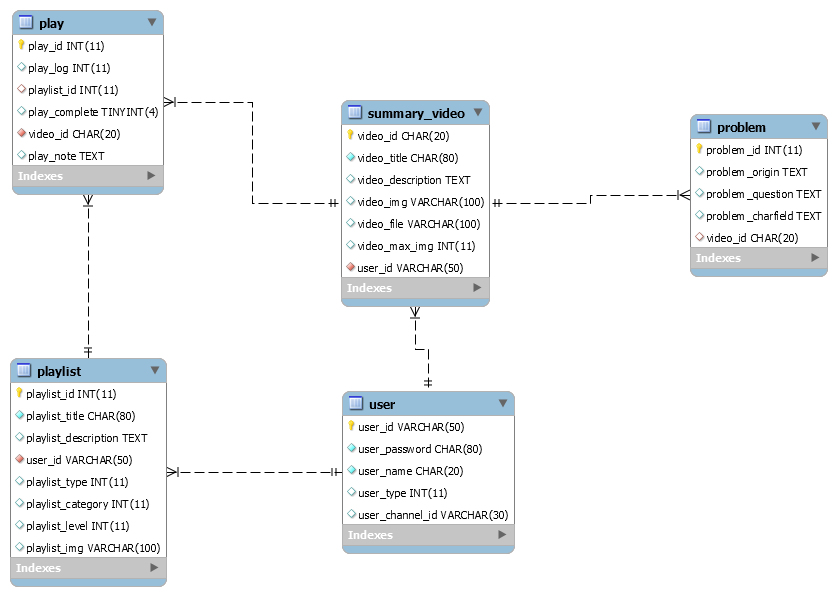 play
play_id INT(11)
play_log INT(11)
playlist_id INT(11)
play_complete TINYINT(4)
video_id CHAR(20)
play_note TEXT
Indexes
summary_video
video_id CHAR(20)
video_title CHAR(80)
video_description TEXT
video_img VARCHAR(100)
video_file VARCHAR(100)
video_max_img INT(11)
user_id VARCHAR(50)
Indexes
problem
problem_id INT(11)
problem_origin TEXT
problem_question TEXT
problem_charfield TEXT
video_id CHAR(20)
Indexes
playlist
playlist_id INT(11)
playlist_title CHAR(80)
playlist_description TEXT
user_id VARCHAR(50)
playlist_type INT(11)
playlist_category INT(11)
playlist_level INT(11)
playlist_img VARCHAR(100)
Indexes
user
user_id VARCHAR(50)
user_password CHAR(80)
user_name CHAR(20)
user_type INT(11)
user_channel_id VARCHAR(30)
Indexes